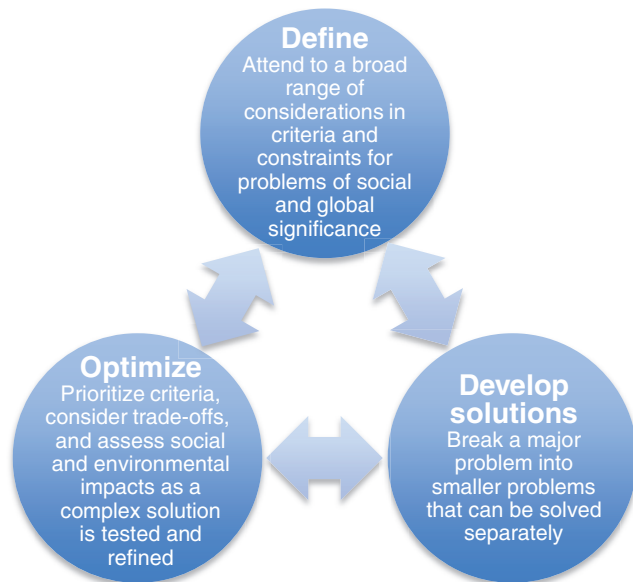 Define
Attend to a broad
range of
considerations in
criteria and
constraints for
problems of social
and global
significance
Optimize
Prioritize criteria,
consider trade-offs,
and assess social
and environmental
impacts as a
complex solution
is tested and
refined
Develop
solutions
Break a major
problem into
smaller problems
that can be solved
separately